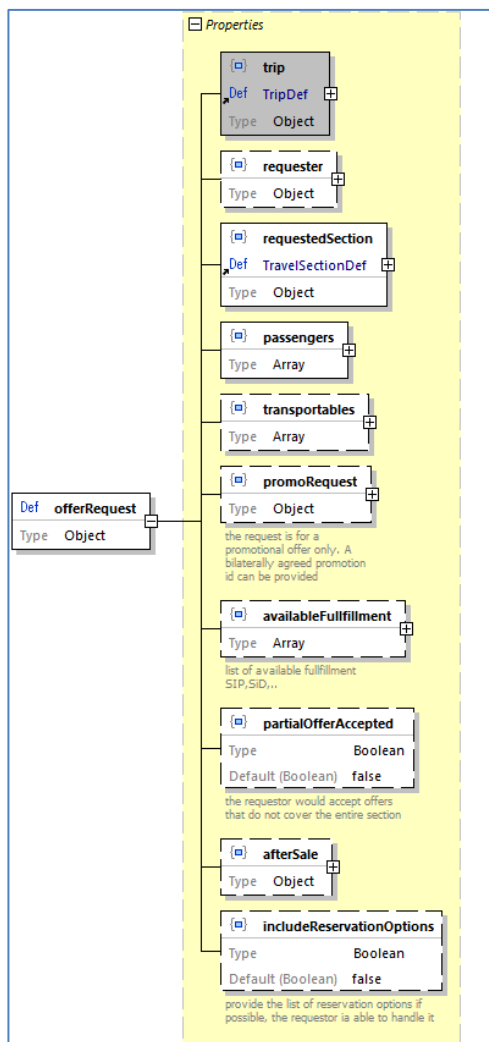 Properties
trip
Def TripDef
Type Object
requester
Type Object
requestedSection
Def TravelSectionDef
Type Object
passengers
Type Array
transportables
Type Array
promoRequest
Type Object
the request is for a
promotional offer only. A
bilaterally agreed promotion
id can be provided
Def offerRequest
Type Object
availableFullfillment
Type Array
list of available fullfillment
SIP,SiD,..
partialOfferAccepted
Type Boolean
Default (Boolean) false
the requestor would accept offers
that do not cover the entire section
afterSale
Type Object
includeReservationOptions
Type Boolean
Default (Boolean) false
provide the list of reservation options if
possible, the requestor ia able to handle it